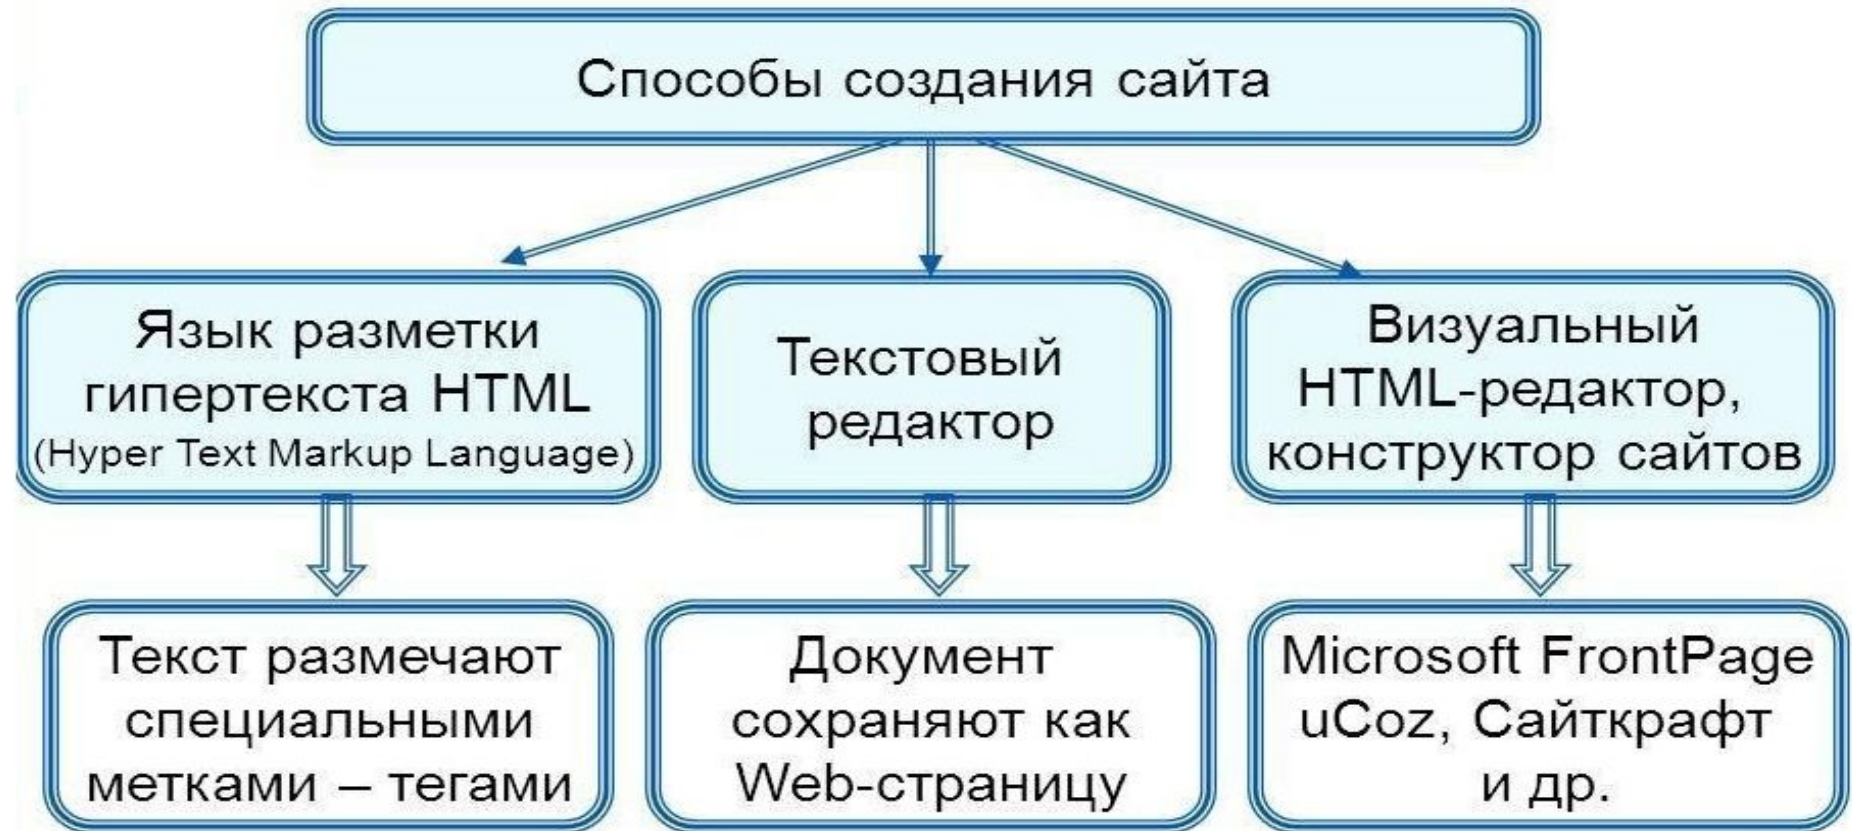 Способы создания сайта
Язык разметки
гипертекста HTML
(Hyper Text Markup Language)
Текстовый
редактор
Визуальный
HTML-редактор,
конструктор сайтов
Текст размечают
специальными
метками – тегами
Документ
сохраняют как
Web-страницу
Microsoft FrontPage
uCoz, Сайткрафт
и др.